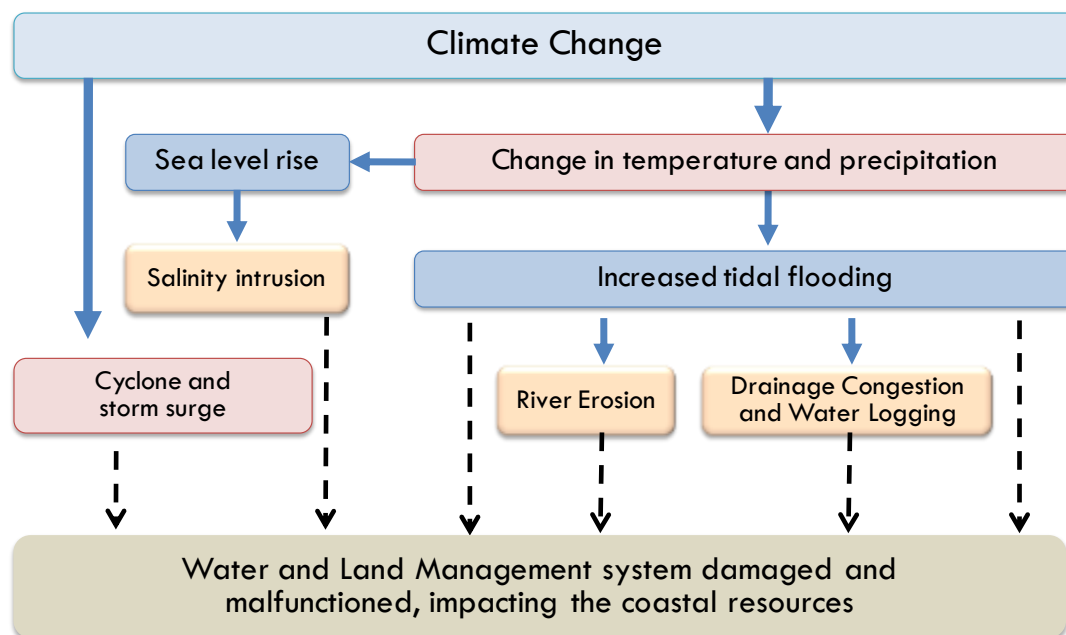 Climate Change
Sea level rise
Change in temperature and precipitation
Salinity intrusion
Increased tidal flooding
Cyclone and
storm surge
River Erosion
Drainage Congestion
and Water Logging
Water and Land Management system damaged and
malfunctioned, impacting the coastal resources